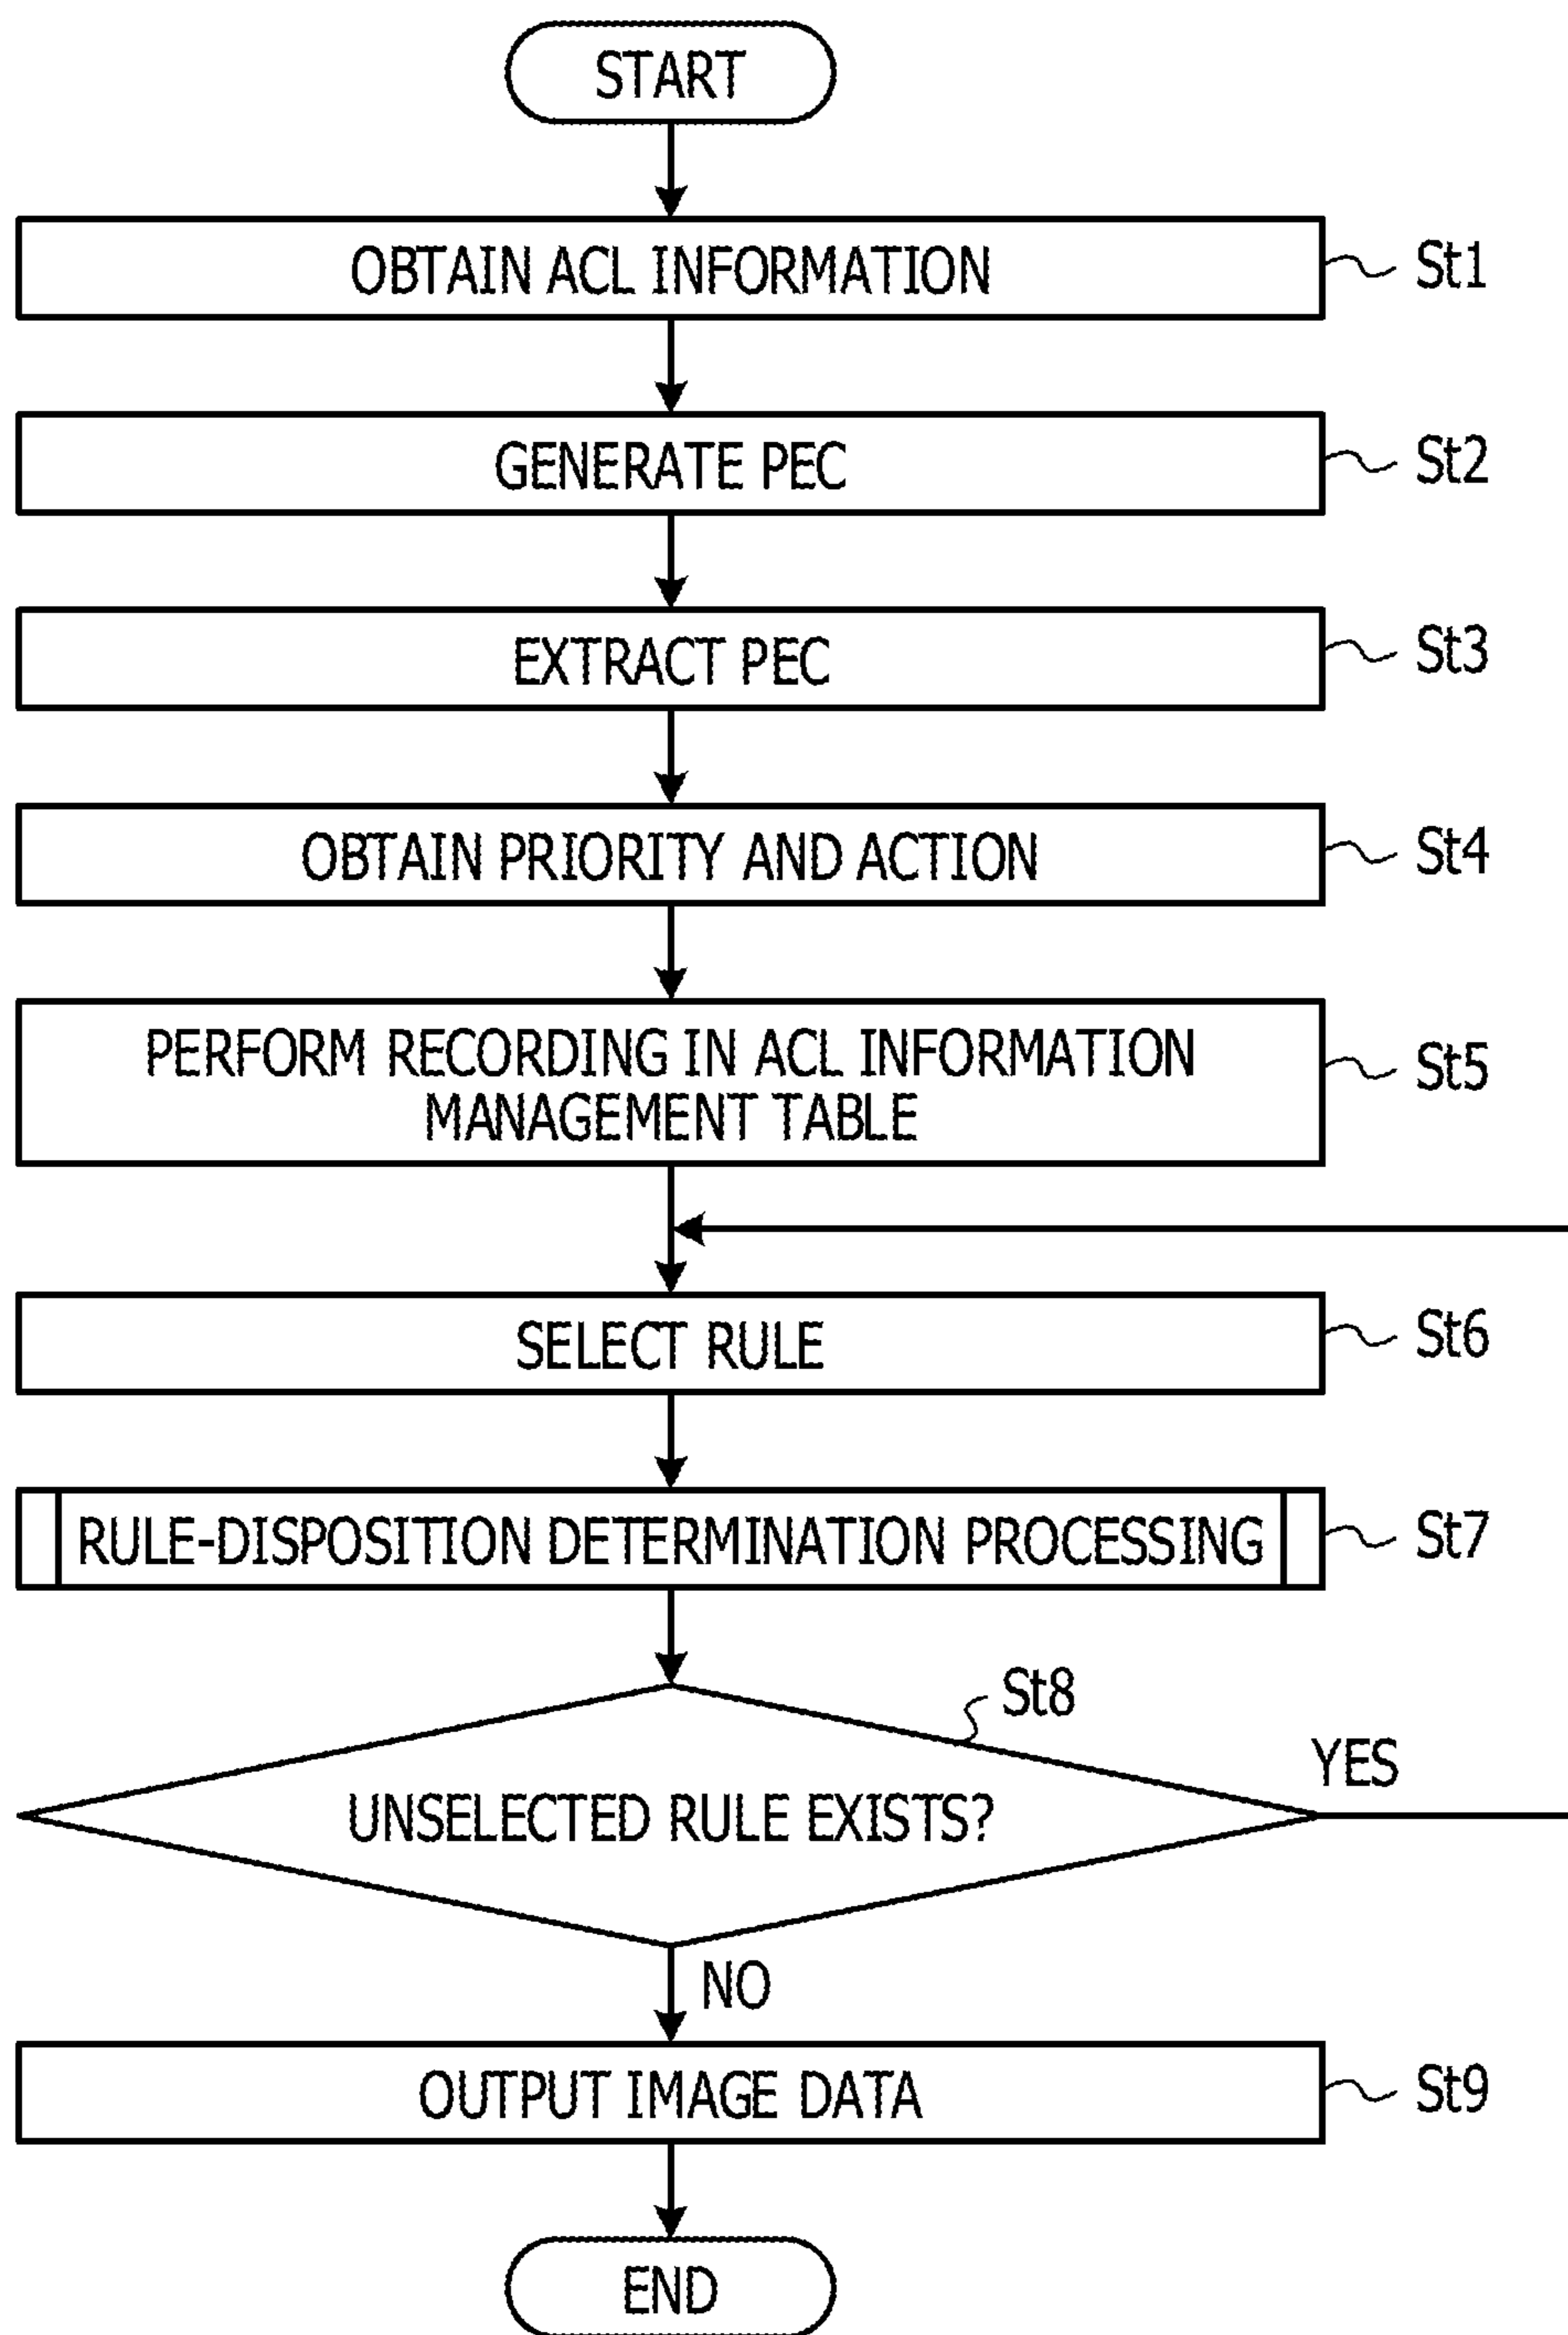 START
OBTAIN ACL INFORMATION
St1
GENERATE PEC
St2
EXTRACT PEC
St3
OBTAIN PRIORITY AND ACTION
St4
PERFORM RECORDING IN ACL INFORMATION
MANAGEMENT TABLE
St5
SELECT RULE
St6
RULE-DISPOSITION DETERMINATION PROCESSING
St7
St8
UNSELECTED RULE EXISTS?
YES
NO
OUTPUT IMAGE DATA
St9
END